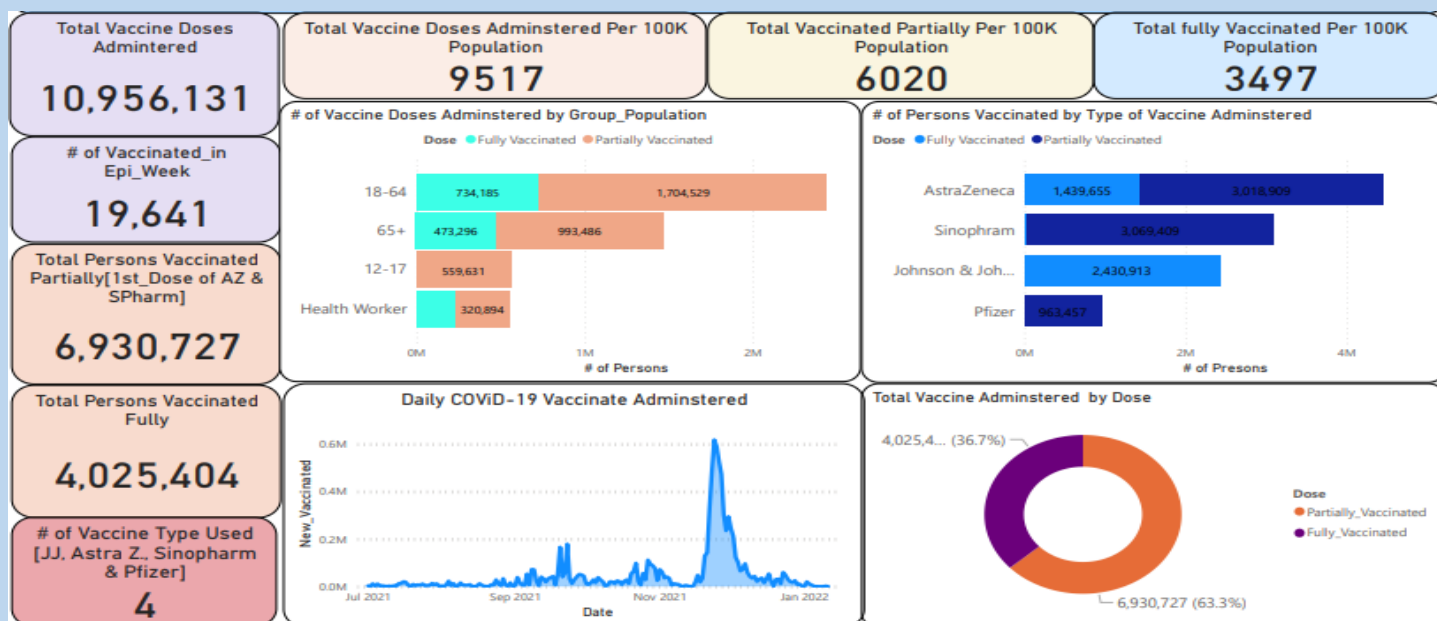 Total Vaccine Doses
Admintered
10,956,131
Total Vaccine Doses Adminstered Per 100K
Population
9517
Total Vaccinated Partially Per 100K
Population
6020
Total fully Vaccinated Per 100K
Population
3497
# of Vaccinated_in
Epi_Week
19,641
Total Persons Vaccinated
Partially[1st_Dose of AZ &
SPharm]
6,930,727
Total Persons Vaccinated
Fully
4,025,404
# of Vaccine Type Used
[JJ, Astra Z., Sinopharm
& Pfizer]
4
# of Vaccine Doses Adminstered by Group_Population
Dose Fully Vaccinated Partially Vaccinated
18-64 734,185 1,704,529
65+ 473,296 993,486
12-17 559,631
Health Worker 320,894
0M 1M 2M
# of Persons
# of Persons Vaccinated by Type of Vaccine Adminstered
Dose Fully Vaccinated Partially Vaccinated
AstraZeneca 1,439,655 3,018,909
Sinophram 3,069,409
Johnson & Joh... 2,430,913
Pfizer 963,457
0M 2M 4M
# of Presons
Daily COViD-19 Vaccinate Adminstered
New_Vaccinated
0.6M
0.4M
0.2M
0.0M
Jul 2021 Sep 2021 Nov 2021 Jan 2022
Date
Total Vaccine Adminstered by Dose
4,025,4... (36.7%)
Dose
Partially_Vaccinated
Fully_Vaccinated
6,930,727 (63.3%)